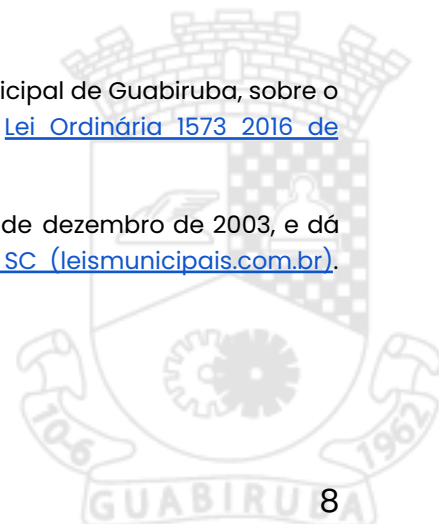 icipal de Guabiruba, sobre o
Lei Ordinária 1573 2016 de
de dezembro de 2003, e dá
SC (leismunicipais.com.br).
10-6
1962
GUABIRUBA
8